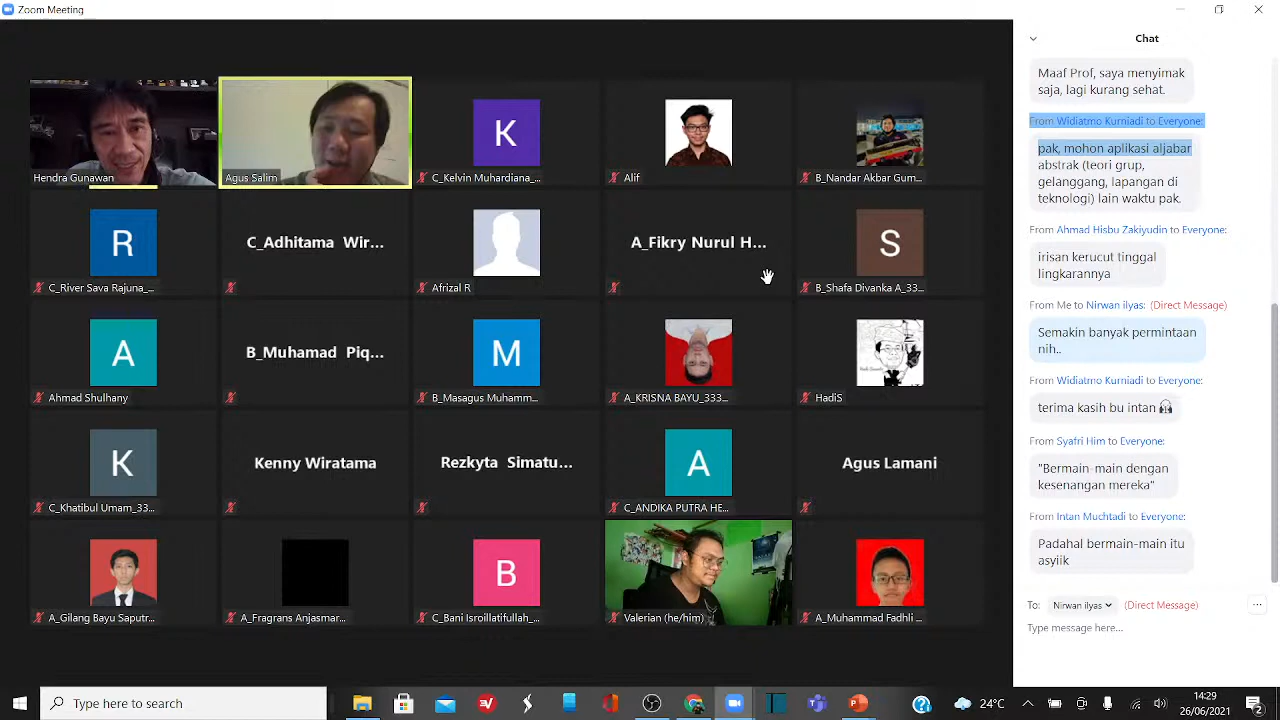 Zoom Meeting
Hendra Gunawan
Agus Salim
K
C_Kelvin Muhardiana_...
Alif
B_Nandar Akbar Gum...
R
C_River Sava Rajuna_...
C_Adhitama Wir...
Afrizal R
A_Fikry Nurul H...
S
B_Shafa Divanka A_33...
A
Ahmad Shulhany
B_Muhamad Piq...
M
B_Masagus Muhamm...
A_KRISNA BAYU_333...
HadiS
K
C_Khatibul Umam_33...
Kenny Wiratama
Rezkyta Simatu...
A
C_ANDIKA PUTRA HE...
Agus Lamani
A_Gilang Bayu Saputr...
A_Fragrans Anjasmar...
B
C_Bani Isroillatifullah_...
Valerian (he/him)
A_Muhammad Fadhli ...
Chat
Maaf Prof, saya menyimak
saja, lagi kurang sehat.
From Widiatmo Kurniadi to Everyone:
pak, mohon aplikasi aljabar
abstrak (teori grup,
gelanggang, lapangan di
teknologi) lain waktu pak.
From Ahmad Hisbu Zakiyudin to Everyone:
irisan kerucut tinggal
lingkarannya
From Me to Nirwan ilyas: (Direct Message)
Semakin banyak permintaan
nih..
From Widiatmo Kurniadi to Everyone:
terima kasih bu intan
From Syafri Him to Everyone:
"Bermain-main dengan
kesenangan mereka"
From Intan Muchtadi to Everyone:
Padahal bermain-main itu
asyiik
To: Nirwan ilyas (Direct Message)
Type message here...
Type here to search
24°C
14:29
26/06/2021
2